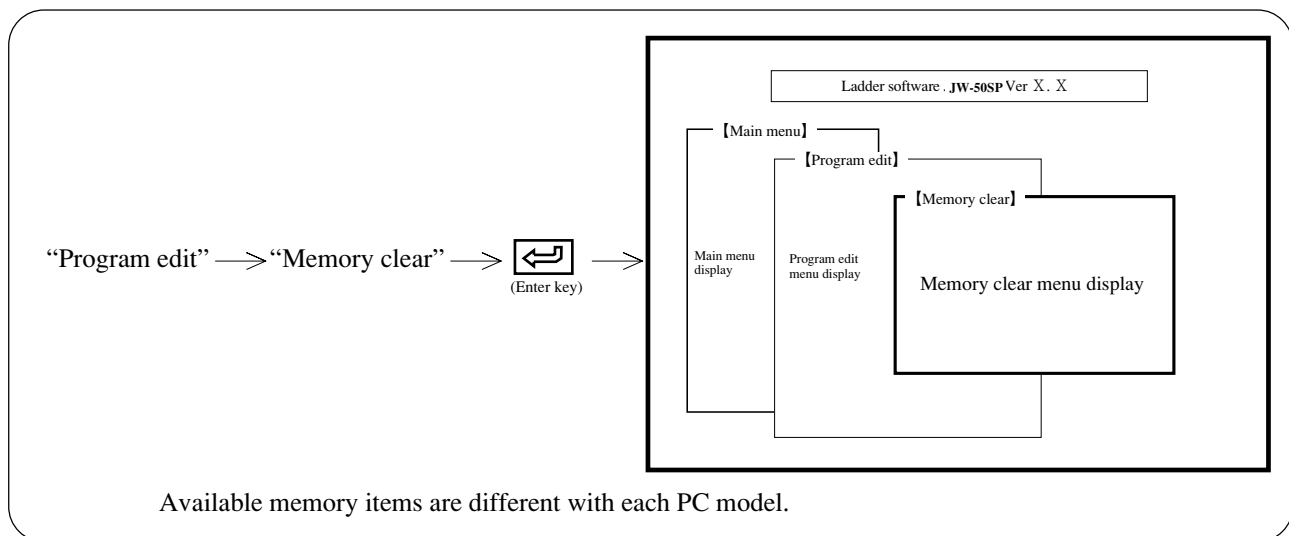 Ladder software . JW-50SP Ver X. X
【Main menu】
【Program edit】
【Memory clear】
“Program edit” “Memory clear”
(Enter key)
Main menu
display
Program edit
menu display
Memory clear menu display
Available memory items are different with each PC model.